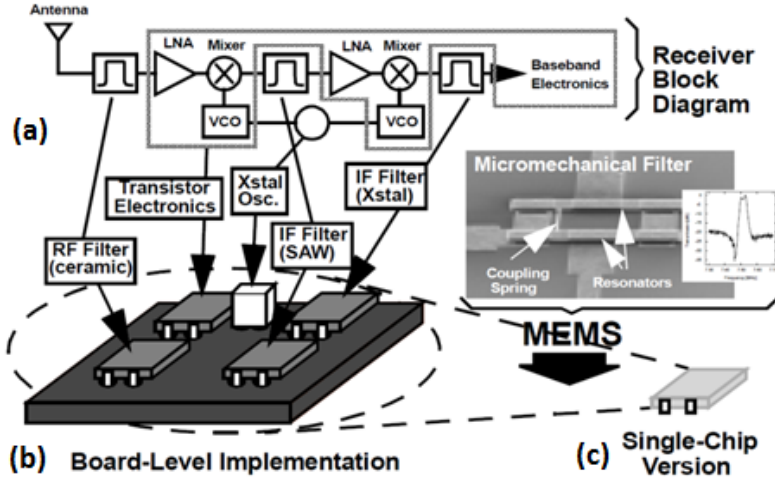 Antenna
(a)
LNA
Mixer
LNA
Mixer
VCO
VCO
Baseband
Electronics
Receiver
Block
Diagram
Transistor
Electronics
Xstal
Osc.
IF Filter
(Xstal)
RF Filter
(ceramic)
IF Filter
(SAW)
Micromechanical Filter
Coupling
Spring
Resonators
MEMS
(b)
Board-Level Implementation
(c)
Single-Chip
Version